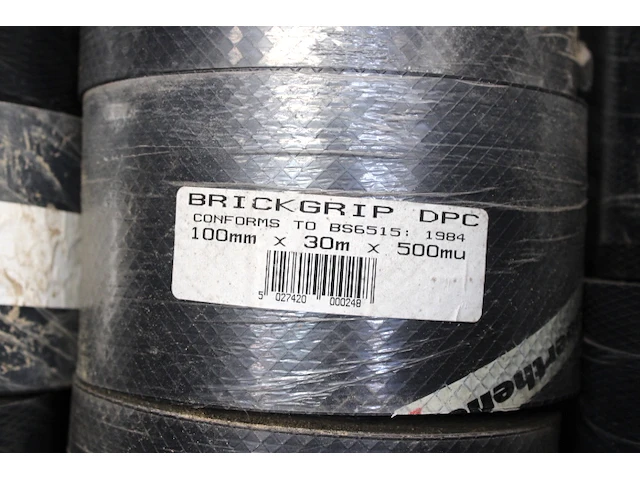 BRICKGRIP DPC
CONFORMS TO BS6515: 1984
100mm x 30m x 500mu
5 027420 000248